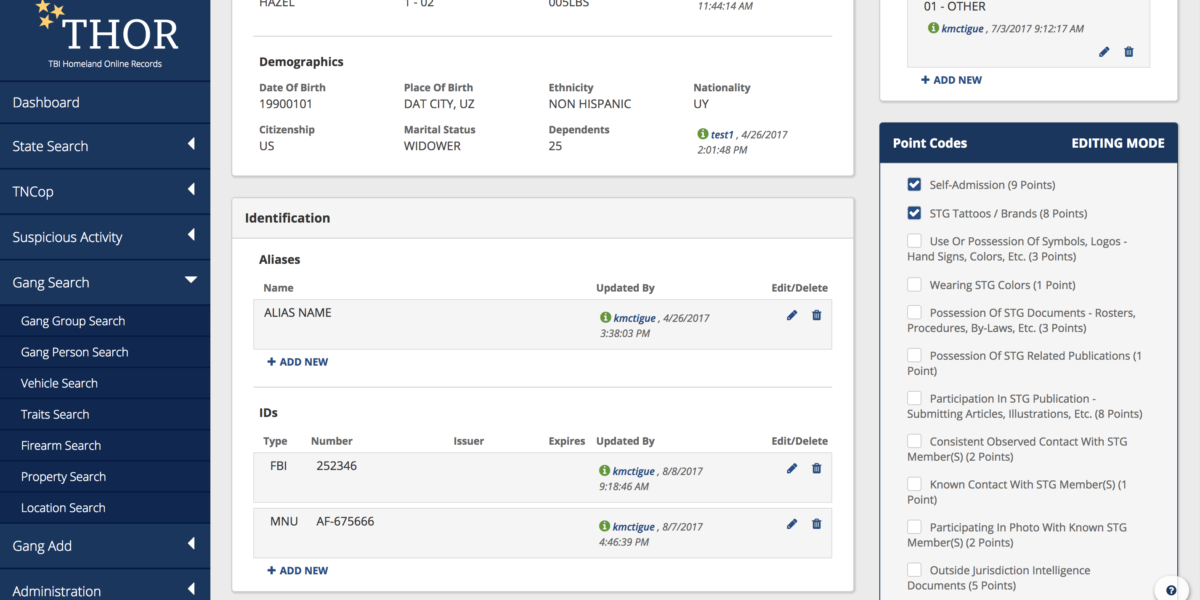 THOR
TBI Homeland Online Records
Dashboard
State Search
TNCop
Suspicious Activity
Gang Search
Gang Group Search
Gang Person Search
Vehicle Search
Traits Search
Firearm Search
Property Search
Location Search
Gang Add
Administration
HAZEL 1 - 02 005LBS 11:44:14 AM
Demographics
Date Of Birth Place Of Birth Ethnicity Nationality
19900101 DAT CITY, UZ NON HISPANIC UY
Citizenship Marital Status Dependents test1 , 4/26/2017
US WIDOWER 25 2:01:48 PM
Identification
Aliases
Name Updated By Edit/Delete
ALIAS NAME kmctigue , 4/26/2017
3:38:03 PM
+ ADD NEW
IDs
Type Number Issuer Expires Updated By Edit/Delete
FBI 252346 kmctigue , 8/8/2017
9:18:46 AM
MNU AF-675666 kmctigue , 8/7/2017
4:46:39 PM
+ ADD NEW
01 - OTHER
kmctigue , 7/3/2017 9:12:17 AM
+ ADD NEW
Point Codes EDITING MODE
Self-Admission (9 Points)
STG Tattoos / Brands (8 Points)
Use Or Possession Of Symbols, Logos -
Hand Signs, Colors, Etc. (3 Points)
Wearing STG Colors (1 Point)
Possession Of STG Documents - Rosters,
Procedures, By-Laws, Etc. (3 Points)
Possession Of STG Related Publications (1
Point)
Participation In STG Publication -
Submitting Articles, Illustrations, Etc. (8 Points)
Consistent Observed Contact With STG
Member(S) (2 Points)
Known Contact With STG Member(S) (1
Point)
Participating In Photo With Known STG
Member(S) (2 Points)
Outside Jurisdiction Intelligence
Documents (5 Points)
?